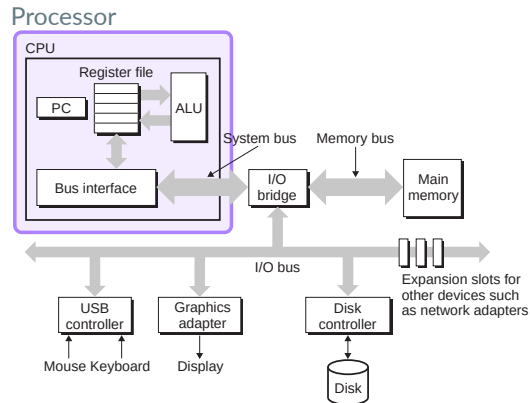 Processor
CPU
Register file
PC
ALU
System bus
Memory bus
Bus interface
I/O
bridge
Main
memory
I/O bus
Expansion slots for
other devices such
as network adapters
USB
controller
Graphics
adapter
Disk
controller
Mouse Keyboard
Display
Disk